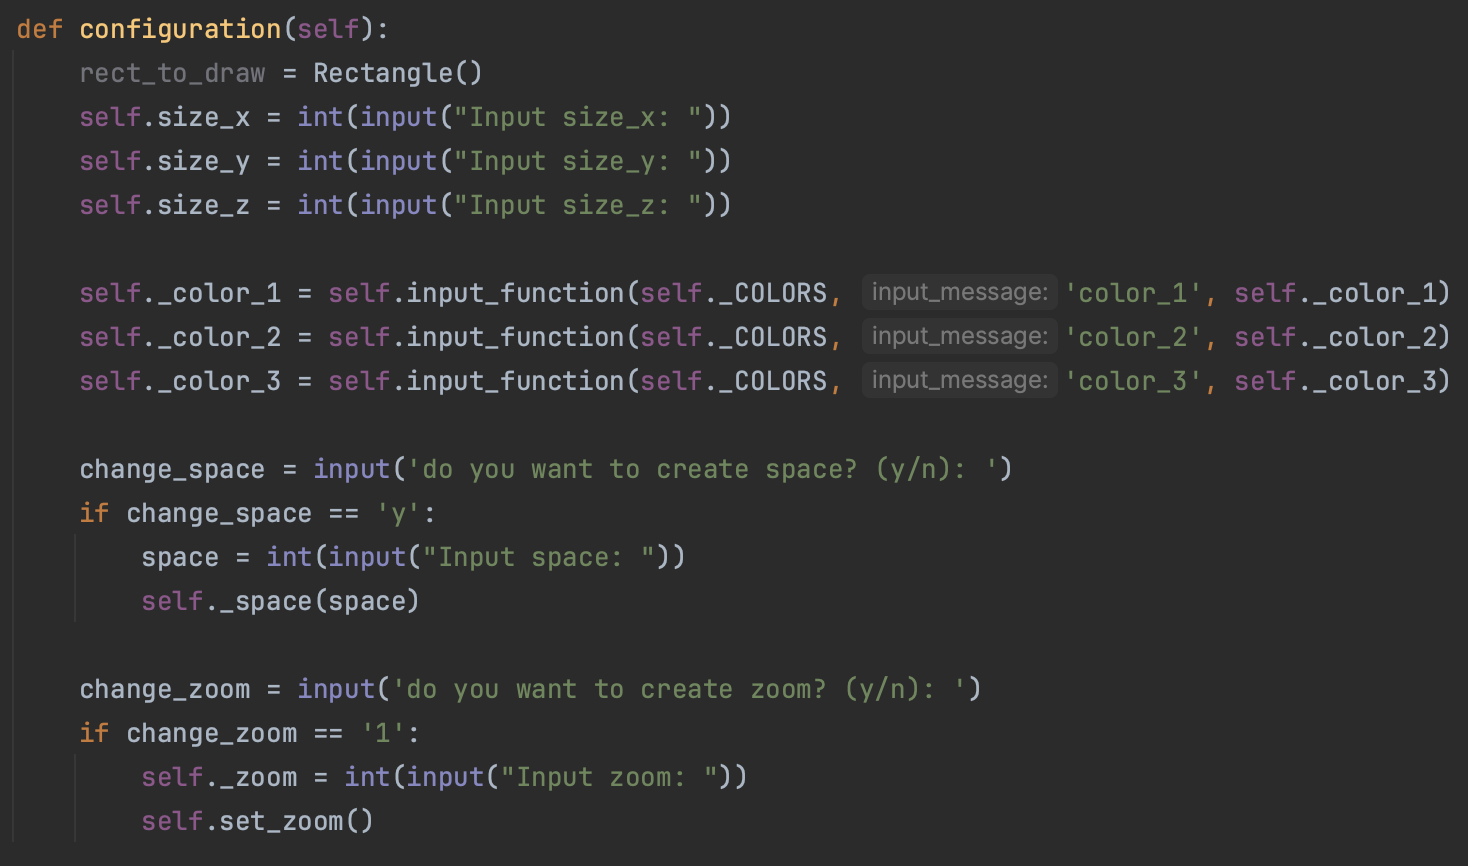 def configuration(self):
    rect_to_draw = Rectangle()
    self.size_x = int(input("Input size_x: "))
    self.size_y = int(input("Input size_y: "))
    self.size_z = int(input("Input size_z: "))

    self._color_1 = self.input_function(self._COLORS, input_message: 'color_1', self._color_1)
    self._color_2 = self.input_function(self._COLORS, input_message: 'color_2', self._color_2)
    self._color_3 = self.input_function(self._COLORS, input_message: 'color_3', self._color_3)

    change_space = input('do you want to create space? (y/n): ')
    if change_space == 'y':
        space = int(input("Input space: "))
        self._space(space)

    change_zoom = input('do you want to create zoom? (y/n): ')
    if change_zoom == '1':
        self._zoom = int(input("Input zoom: "))
        self.set_zoom()